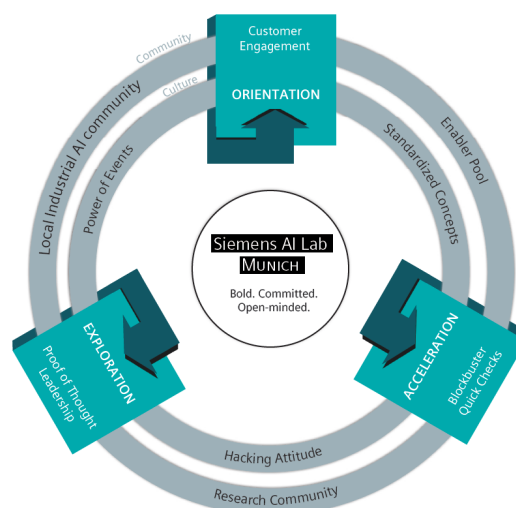 Customer
Engagement
ORIENTATION
Community
Culture
Local Industrial AI community
Power of Events
Enabler Pool
Standardized Concepts
Siemens AI Lab
MUNICH
Bold. Committed.
Open-minded.
EXPLORATION
Proof of Thought
Leadership
ACCELERATION
Blockbuster
Quick Checks
Hacking Attitude
Research Community